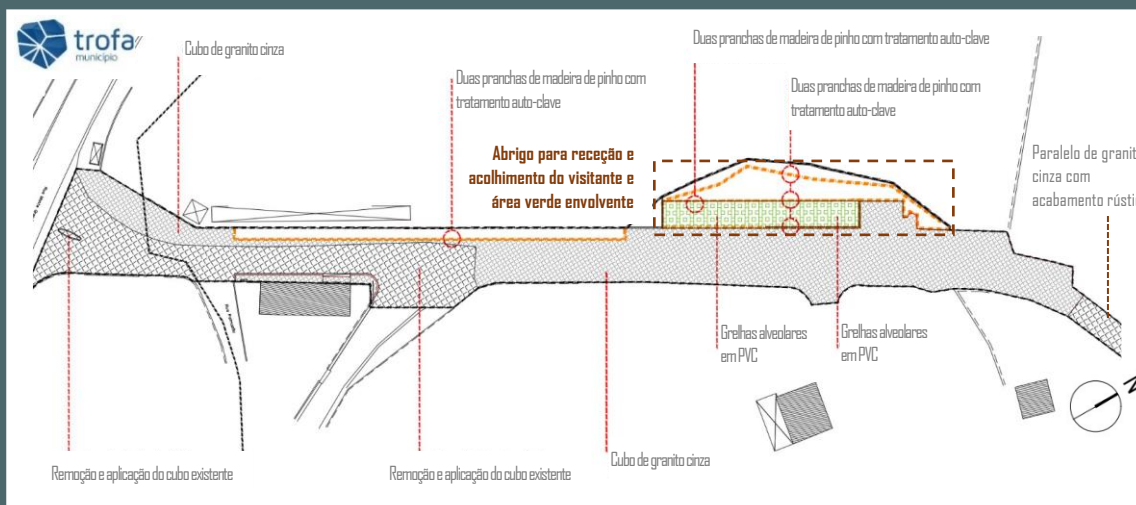 trofa
município
Cubo de granito cinza
Duas pranchas de madeira de pinho com
tratamento auto-clave
Duas pranchas de madeira de pinho com tratamento auto-clave
Duas pranchas de madeira de pinho com
tratamento auto-clave
Abrigo para receção e
acolhimento do visitante e
área verde envolvente
Paralelo de granit
cinza com
acabamento rústi
Grelhas alveolares
em PVC
Grelhas alveolares
em PVC
N
Remoção e aplicação do cubo existente
Remoção e aplicação do cubo existente
Cubo de granito cinza